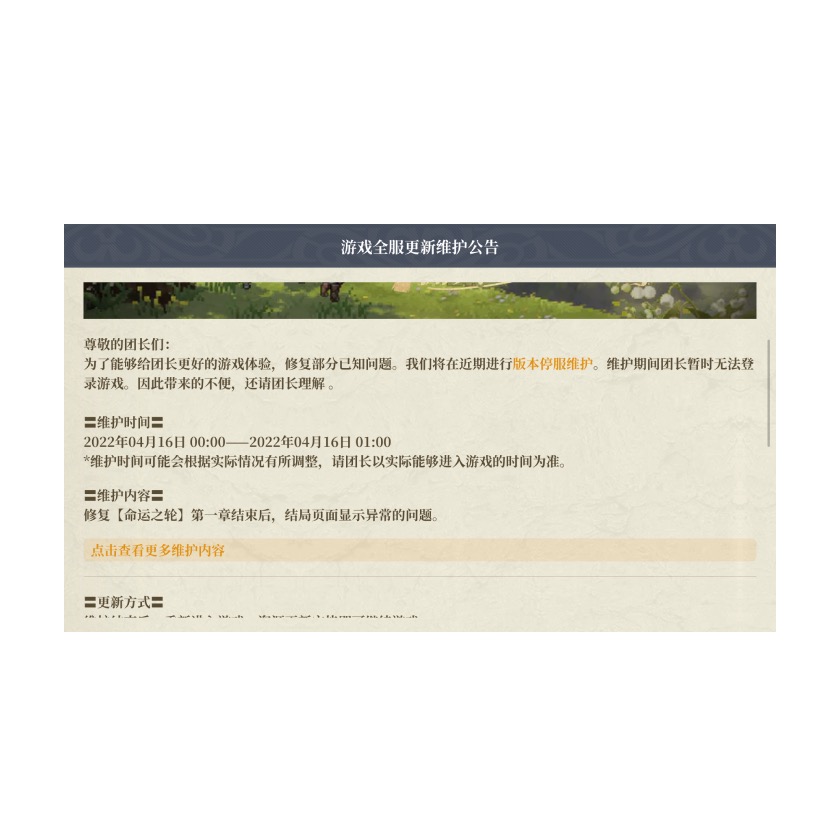 游戏全服更新维护公告
尊敬的团长们：
为了能够给团长更好的游戏体验，修复部分已知问题。我们将在近期进行版本停服维护。维护期间团长暂时无法登
录游戏。因此带来的不便，还请团长理解 。
〓维护时间〓
2022年04月16日 00:00——2022年04月16日 01:00
*维护时间可能会根据实际情况有所调整，请团长以实际能够进入游戏的时间为准。
〓维护内容〓
修复【命运之轮】第一章结束后，结局页面显示异常的问题。
点击查看更多维护内容
〓更新方式〓